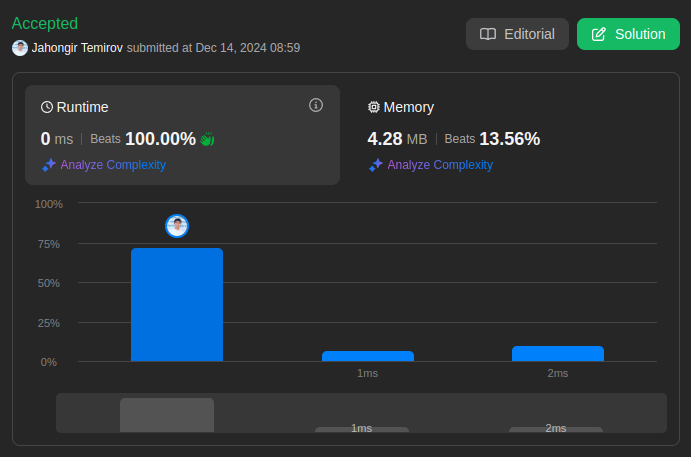 Accepted
Jahongir Temirov submitted at Dec 14, 2024 08:59
Editorial
Solution
Runtime
0 ms | Beats 100.00%
Analyze Complexity
Memory
4.28 MB | Beats 13.56%
Analyze Complexity
100%
75%
50%
25%
0%
1ms
2ms
1ms
2ms